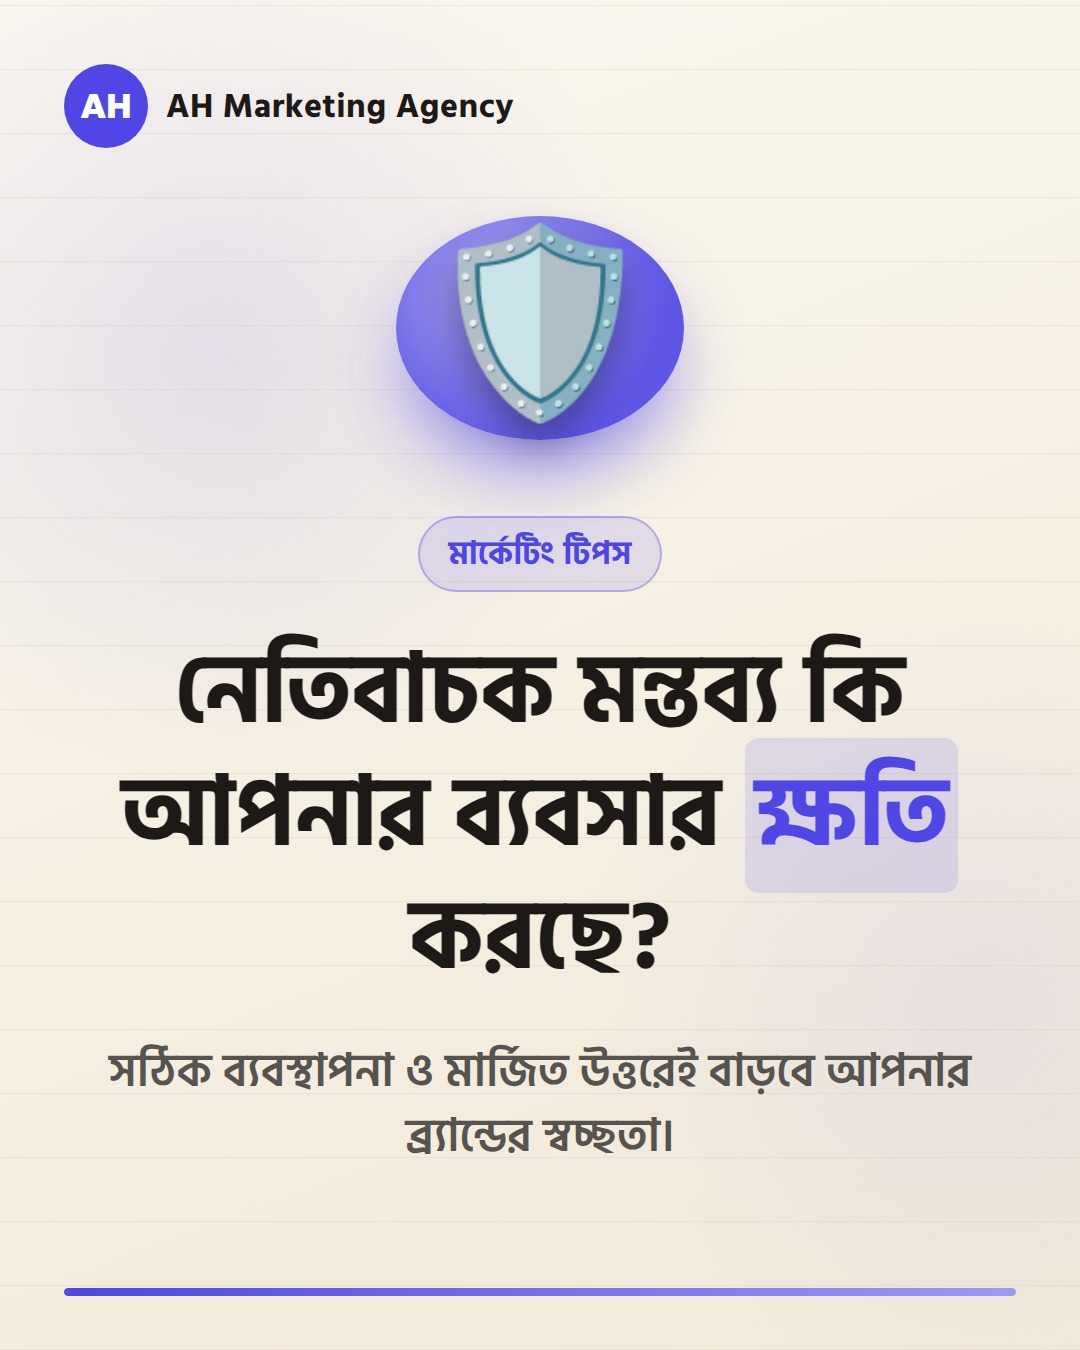 AH
AH Marketing Agency
মার্কেটিং টিপস
নেতিবাচক মন্তব্য কি
আপনার ব্যবসার ক্ষতি
করছে?
সঠিক ব্যবস্থাপনা ও মার্জিত উত্তরেই বাড়বে আপনার
ব্র্যান্ডের স্বচ্ছতা।